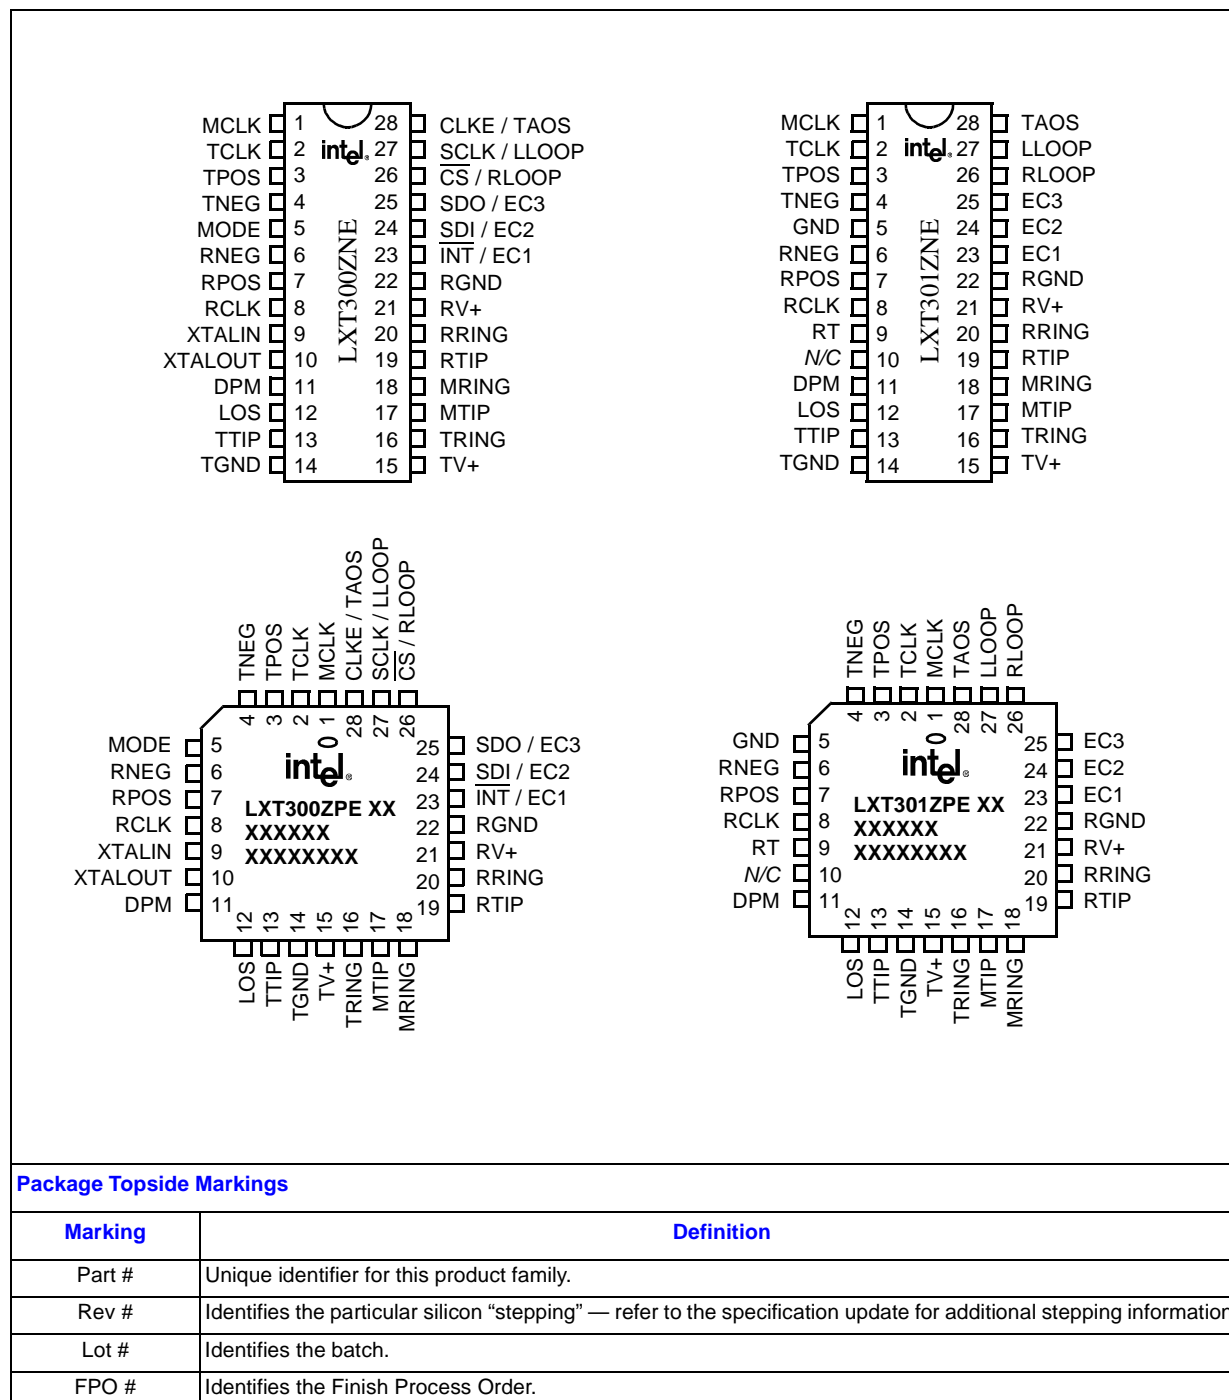 MCLK 1 28 CLKE / TAOS
TCLK 2 intel® 27 SCLK / LLOOP
TPOS 3 26 CS / RLOOP
TNEG 4 25 SDO / EC3
MODE 5 24 SDI / EC2
RNEG 6 23 INT / EC1
RPOS 7 22 RGND
RCLK 8 21 RV+
XTALIN 9 20 RRING
XTALOUT 10 19 RTIP
DPM 11 18 MRING
LOS 12 17 MTIP
TTIP 13 16 TRING
TGND 14 15 TV+
LXT300ZNE
MCLK 1 28 TAOS
TCLK 2 intel® 27 LLOOP
TPOS 3 26 RLOOP
TNEG 4 25 EC3
GND 5 24 EC2
RNEG 6 23 EC1
RPOS 7 22 RGND
RCLK 8 21 RV+
RT 9 20 RRING
N/C 10 19 RTIP
DPM 11 18 MRING
LOS 12 17 MTIP
TTIP 13 16 TRING
TGND 14 15 TV+
LXT301ZNE
TNEG
TPOS
TCLK
MCLK
CLKE / TAOS
SCLK / LLOOP
CS / RLOOP
4 3 2 1 28 27 26
MODE 5 25 SDO / EC3
RNEG 6 intel® 24 SDI / EC2
RPOS 7 23 INT / EC1
LXT300ZPE XX
RCLK 8 22 RGND
XXXXXX
XTALIN 9 21 RV+
XXXXXXXX
XTALOUT 10 20 RRING
DPM 11 19 RTIP
12 13 14 15 16 17 18
LOS
TTIP
TGND
TV+
TRING
MTIP
MRING
TNEG
TPOS
TCLK
MCLK
TAOS
LLOOP
RLOOP
4 3 2 1 28 27 26
GND 5 25 EC3
RNEG 6 intel® 24 EC2
RPOS 7 23 EC1
LXT301ZPE XX
RCLK 8 22 RGND
XXXXXX
RT 9 21 RV+
XXXXXXXX
N/C 10 20 RRING
DPM 11 19 RTIP
12 13 14 15 16 17 18
LOS
TTIP
TGND
TV+
TRING
MTIP
MRING
Package Topside Markings
Marking Definition
Part # Unique identifier for this product family.
Rev # Identifies the particular silicon “stepping” — refer to the specification update for additional stepping information
Lot # Identifies the batch.
FPO # Identifies the Finish Process Order.